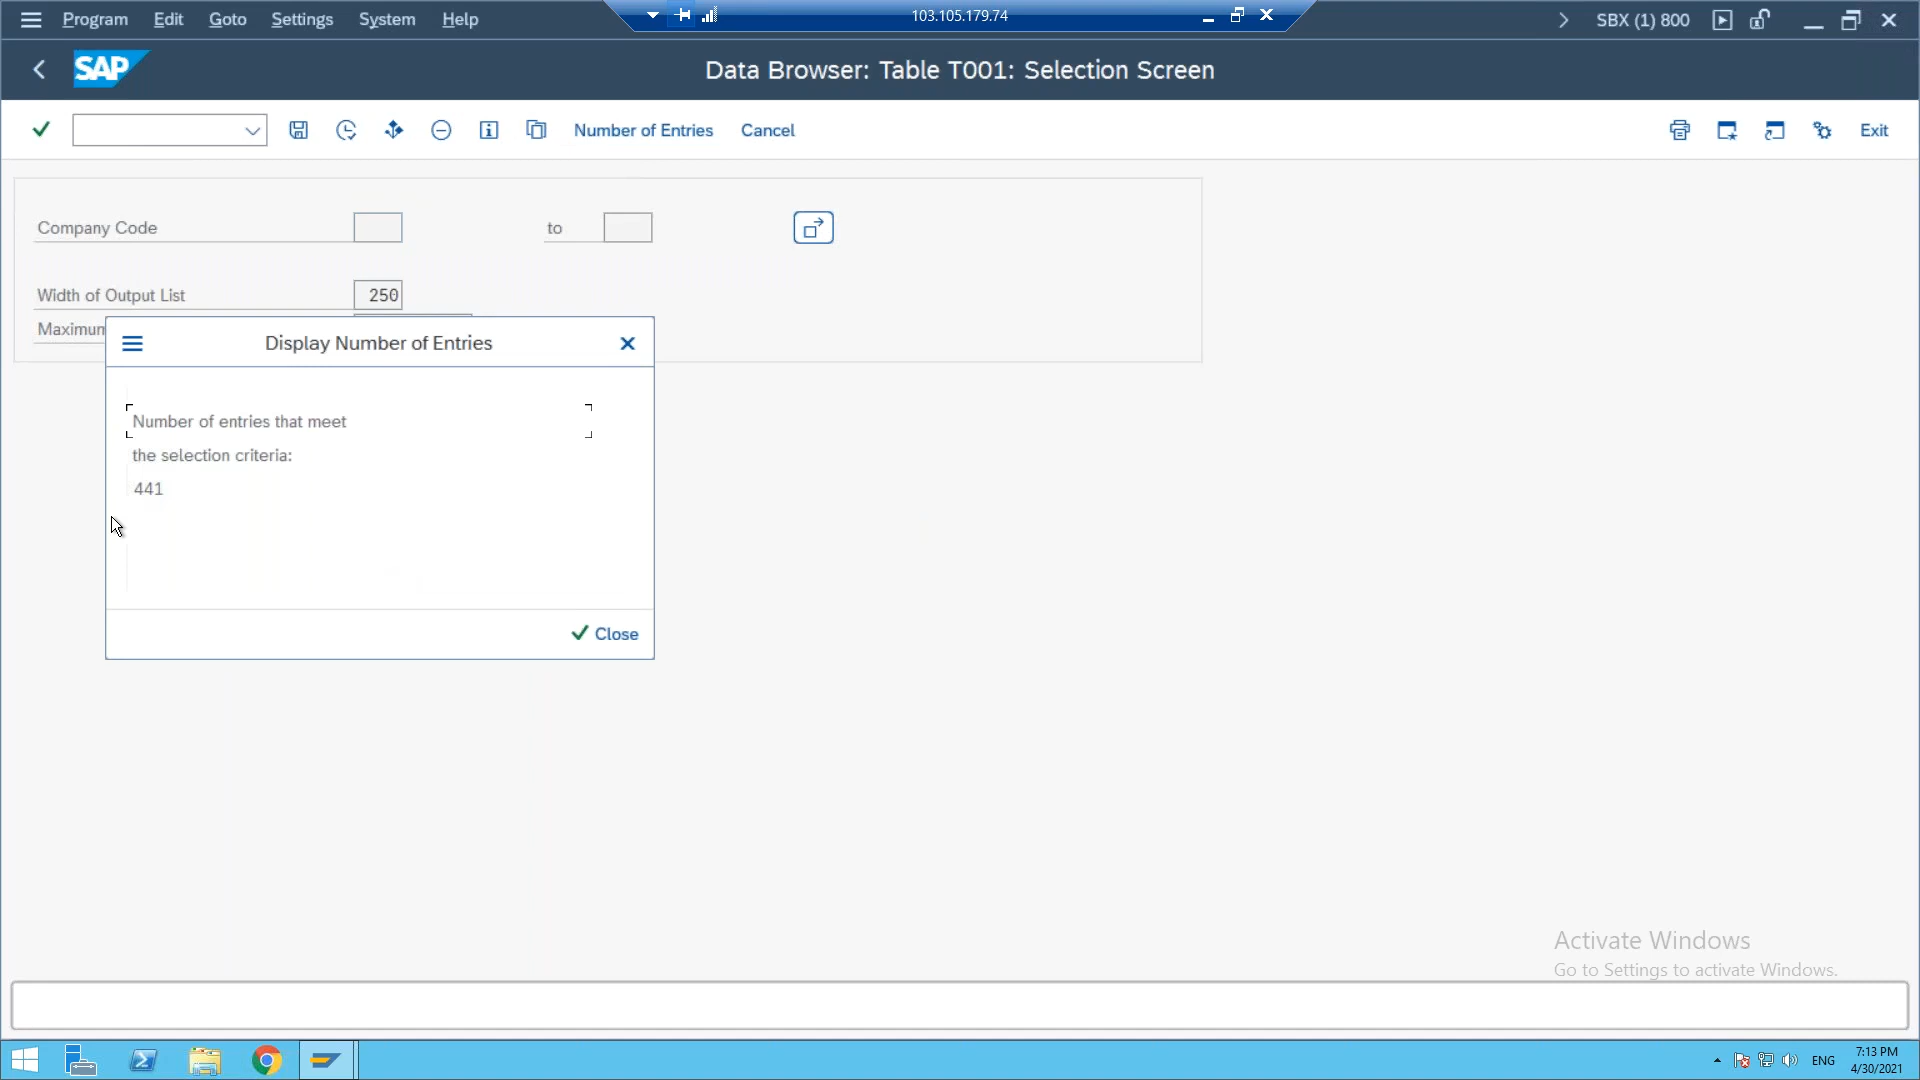 Program Edit Goto Settings System Help
103.105.179.74
SBX (1) 800
SAP
Data Browser: Table T001: Selection Screen
Number of Entries Cancel
Exit
Company Code
to
Width of Output List
250
Display Number of Entries
Number of entries that meet
the selection criteria:
441
Close
Activate Windows
Go to Settings to activate Windows.
ENG
7:13 PM
4/30/2021